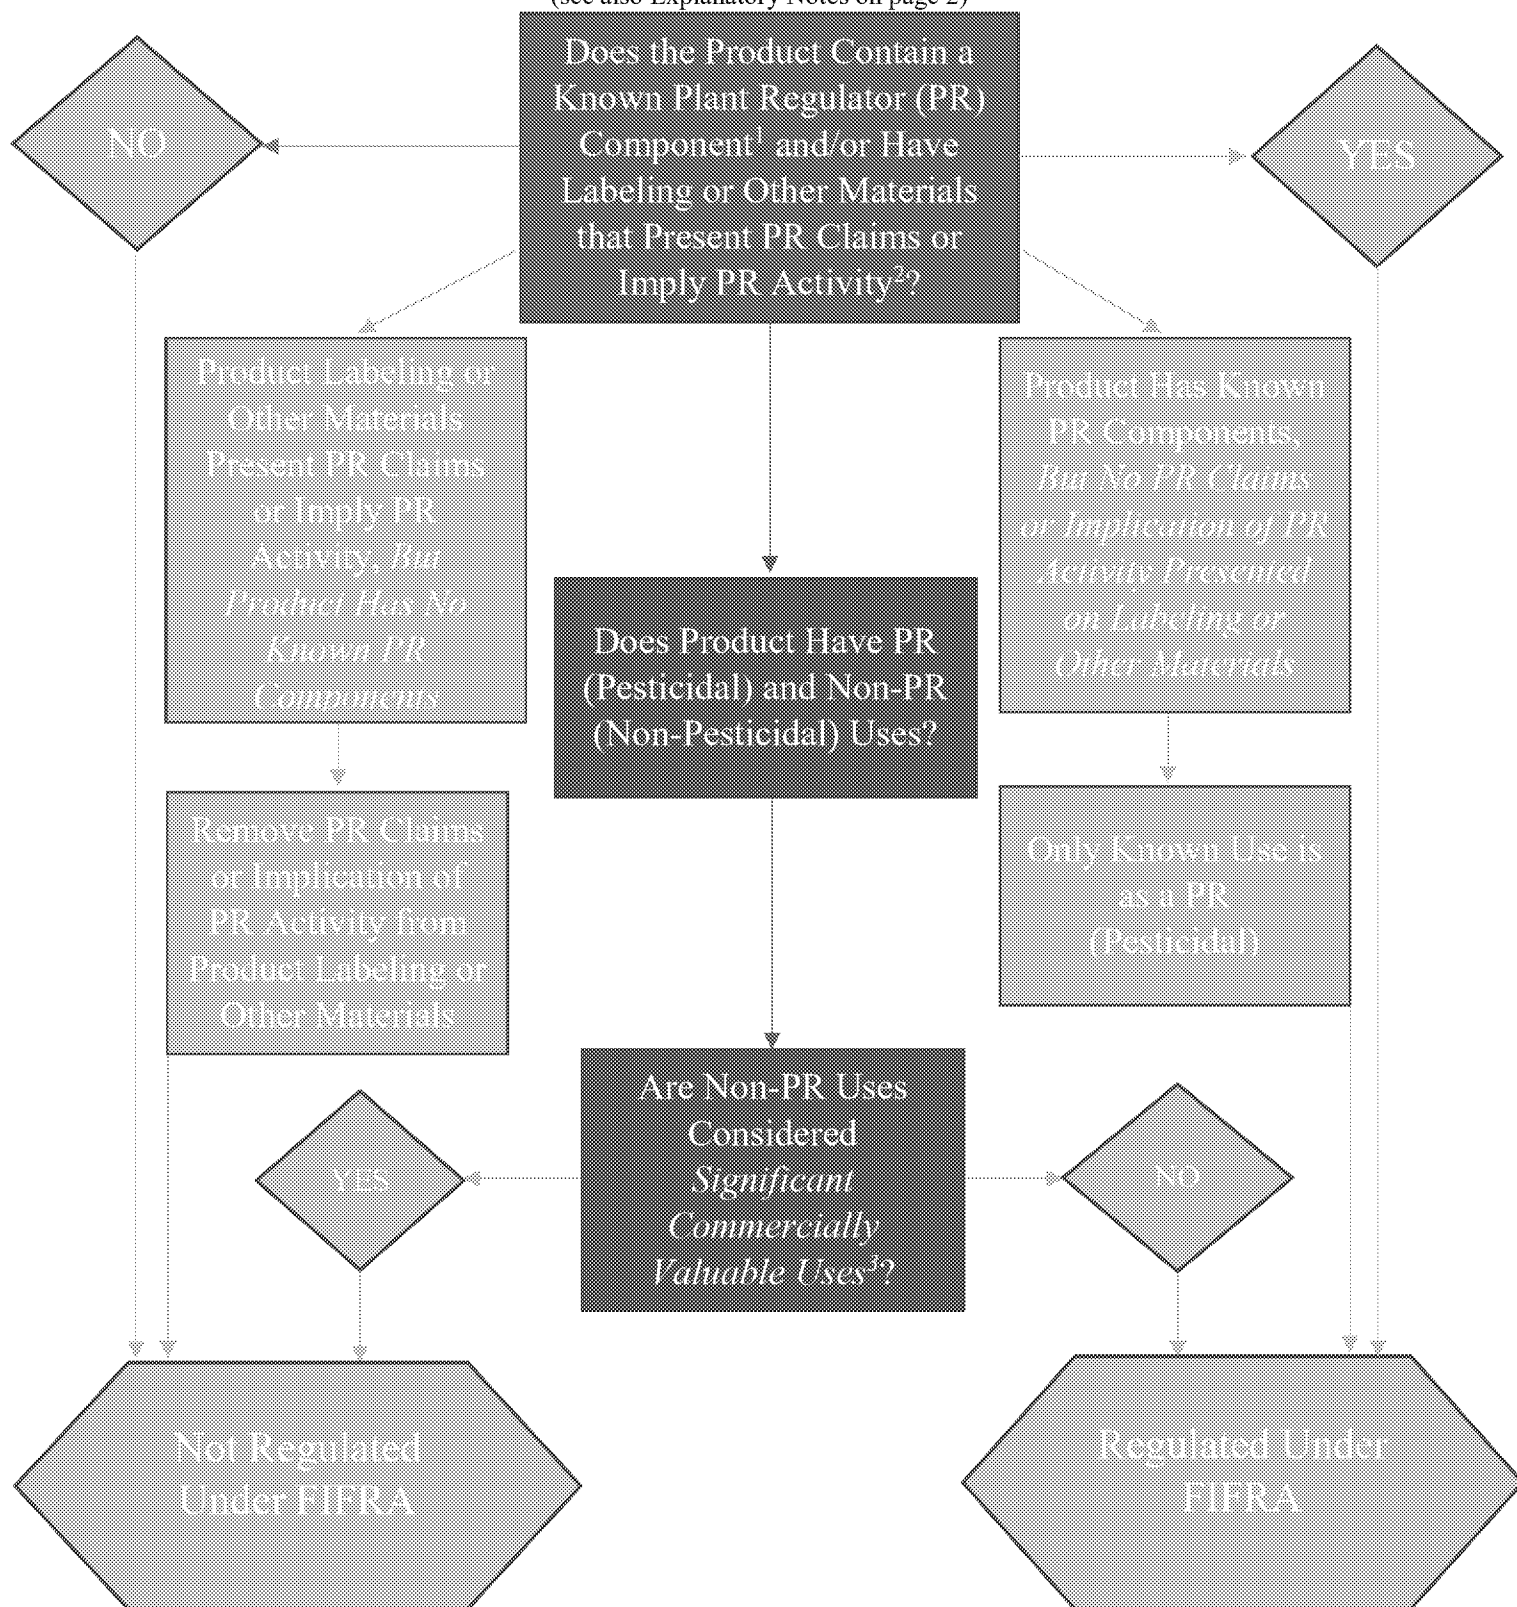 (see also Explanatory Notes on page 2)
Does the Product Contain a
Known Plant Regulator (PR)
Component¹ and/or Have
Labeling or Other Materials
that Present PR Claims or
Imply PR Activity²?
NO
YES
Product Labeling or
Other Materials
Present PR Claims
or Imply PR
Activity, But
Product Has No
Known PR
Components
Product Has Known
PR Components,
But No PR Claims
or Implication of PR
Activity Presented
on Labeling or
Other Materials
Does Product Have PR
(Pesticidal) and Non-PR
(Non-Pesticidal) Uses?
Remove PR Claims
or Implication of
PR Activity from
Product Labeling or
Other Materials
Only Known Use is
as a PR
(Pesticidal)
Are Non-PR Uses
Considered
Significant
Commercially
Valuable Uses³?
YES
NO
Not Regulated
Under FIFRA
Regulated Under
FIFRA